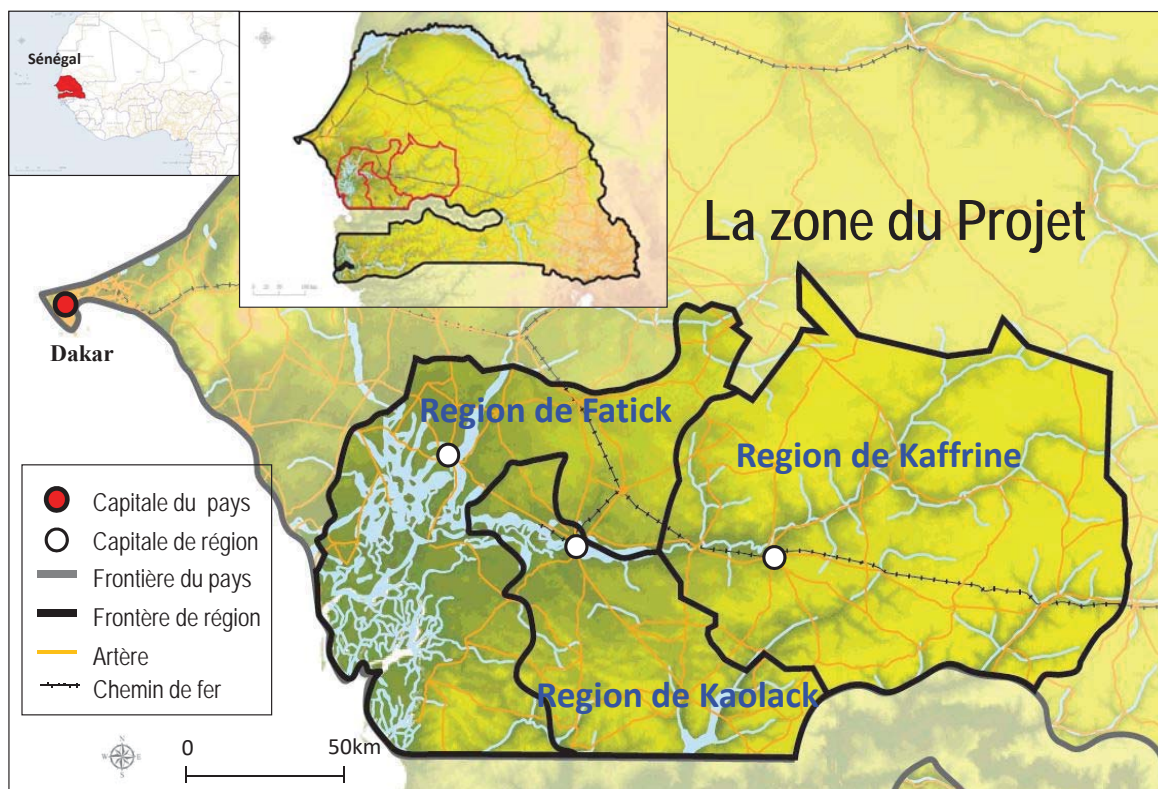 Sénégal
La zone du Projet
Dakar
Region de Fatick
Region de Kaffrine
Region de Kaolack
Capitale du pays
Capitale de région
Frontière du pays
Frontère de région
Artère
Chemin de fer
N
W
E
S
0
50km